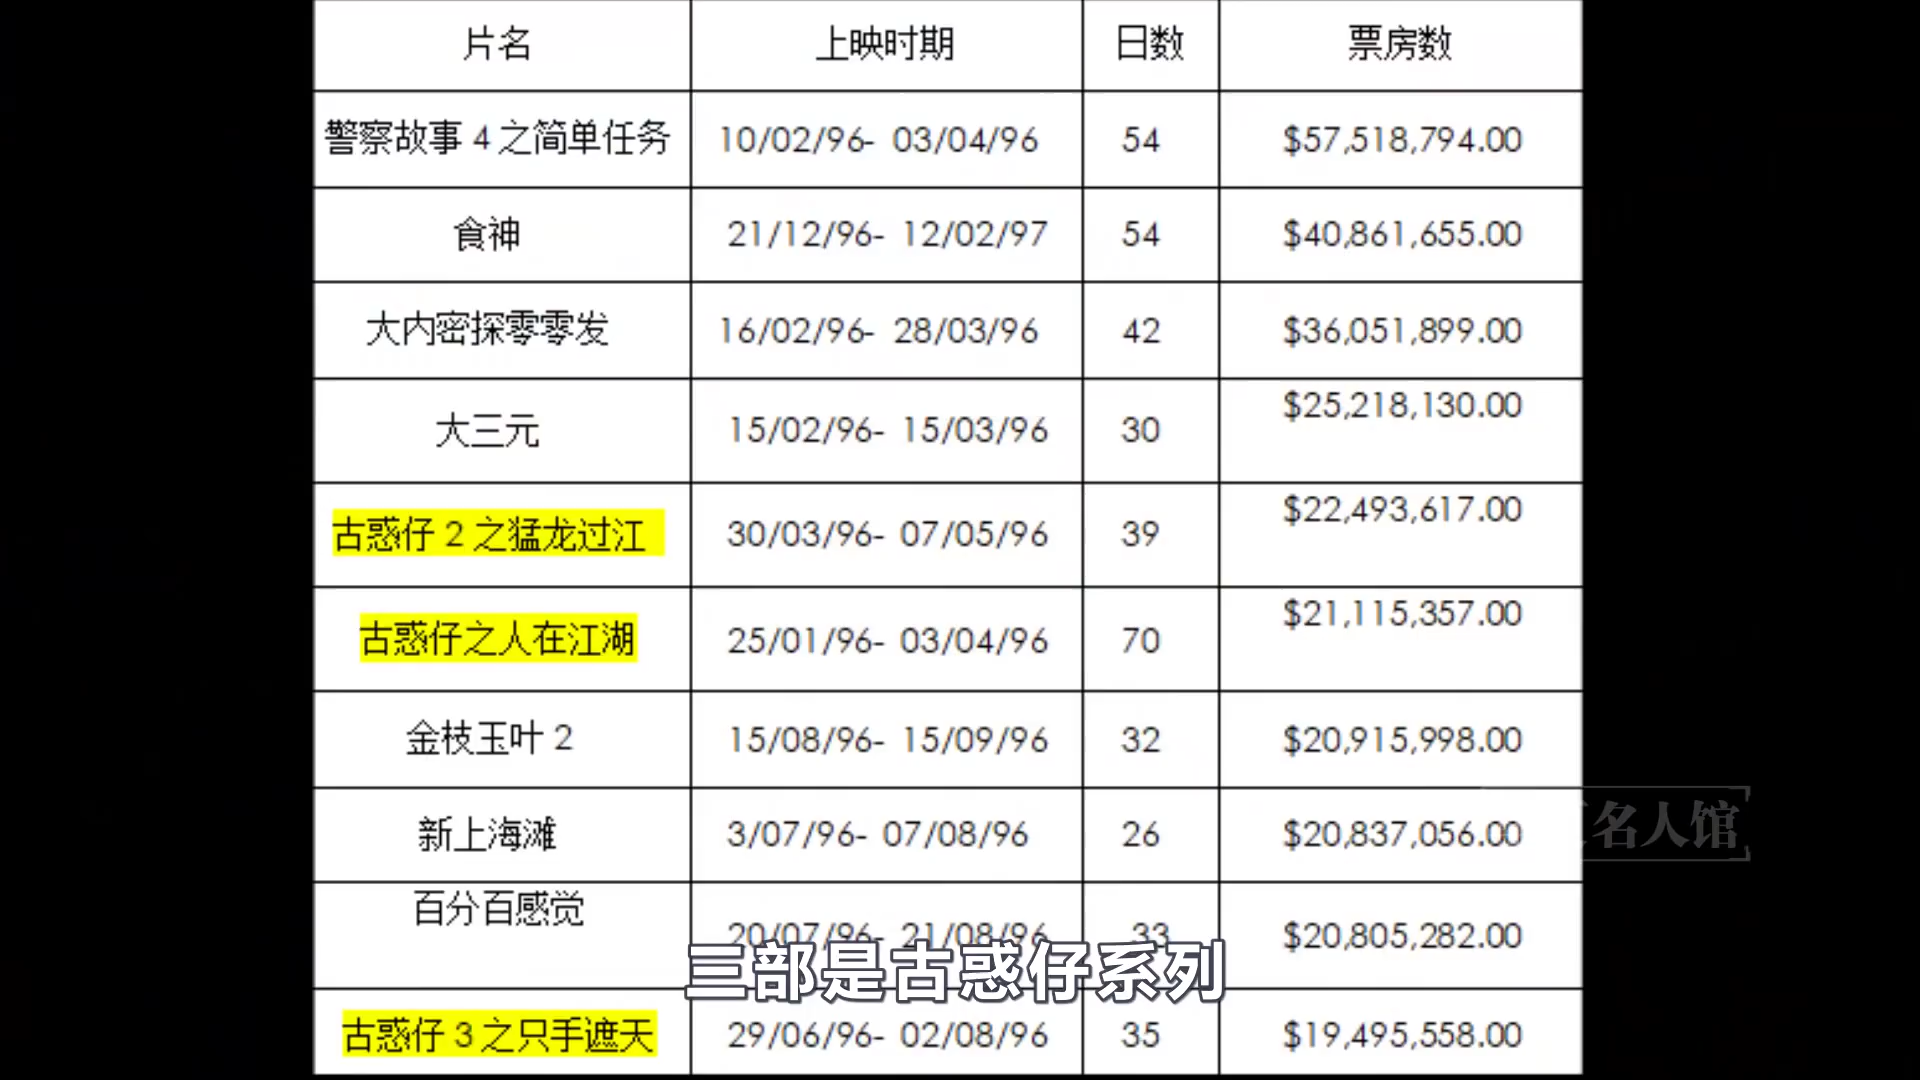 片名 上映时期 日数 票房数
警察故事 4 之简单任务 10/02/96- 03/04/96 54 $57,518,794.00
食神 21/12/96- 12/02/97 54 $40,861,655.00
大内密探零零发 16/02/96- 28/03/96 42 $36,051,899.00
大三元 15/02/96- 15/03/96 30 $25,218,130.00
古惑仔 2 之猛龙过江 30/03/96- 07/05/96 39 $22,493,617.00
古惑仔之人在江湖 25/01/96- 03/04/96 70 $21,115,357.00
金枝玉叶 2 15/08/96- 15/09/96 32 $20,915,998.00
新上海滩 3/07/96- 07/08/96 26 $20,837,056.00
名人馆
百分百感觉 20/07/96- 21/08/96 33 $20,805,282.00
三部是古惑仔系列
古惑仔 3 之只手遮天 29/06/96- 02/08/96 35 $19,495,558.00